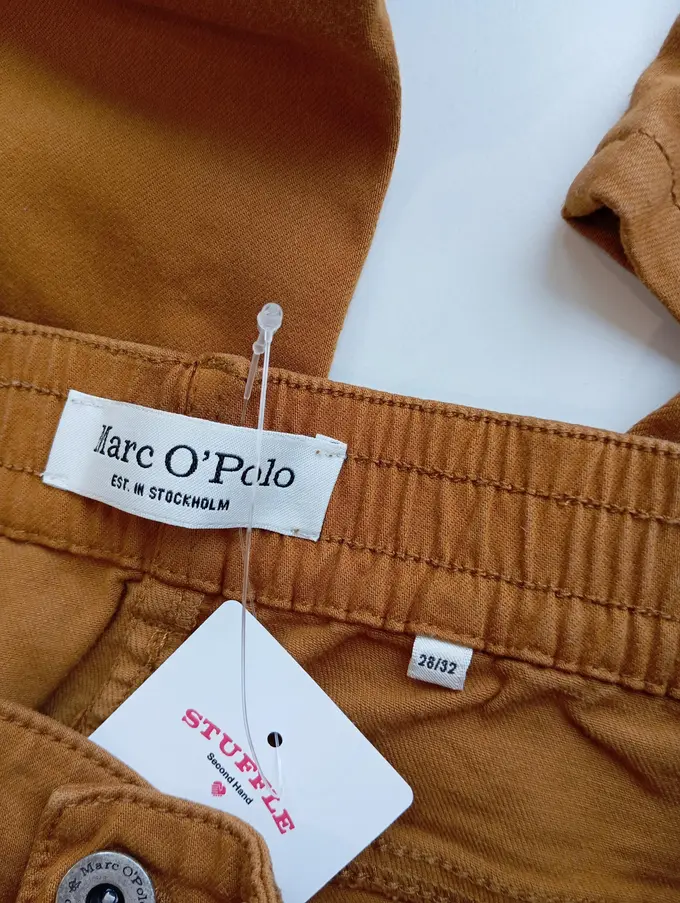 Marc O'Polo
EST. IN STOCKHOLM
28/32
STUFFLE
Second Hand
Marc O'Polo